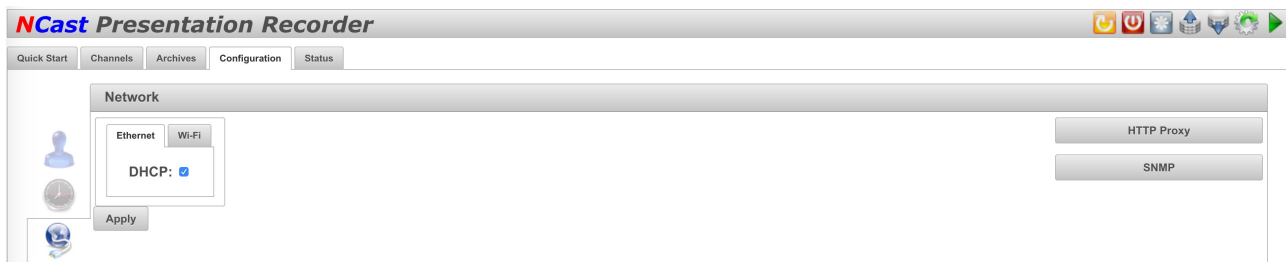 NCast Presentation Recorder
Quick Start Channels Archives Configuration Status
Network
Ethernet Wi-Fi
DHCP:
Apply
HTTP Proxy
SNMP